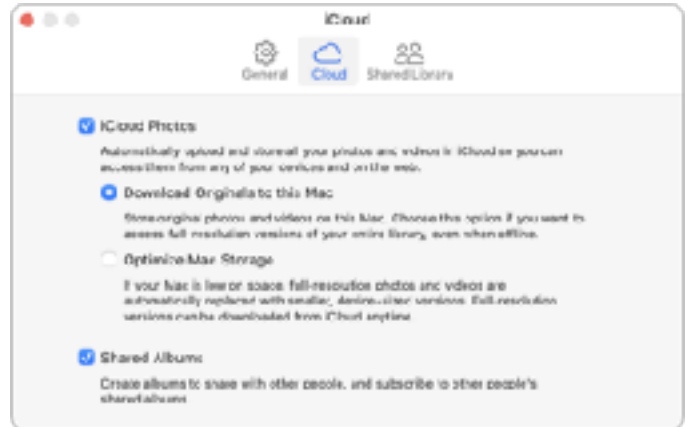 iCloud
General iCloud Shared Library
iCloud Photos
Automatically upload and store all your photos and videos in iCloud so you can
access them from any of your devices and on the web.
Download Originals to this Mac
Store original photos and videos on this Mac. Choose this option if you want to
access full-resolution versions of your entire library, even when offline.
Optimize Mac Storage
If your Mac is low on space, full-resolution photos and videos are
automatically replaced with smaller, device-sized versions. Full-resolution
versions can be downloaded from iCloud anytime.
Shared Albums
Create albums to share with other people, and subscribe to other people's
shared albums.